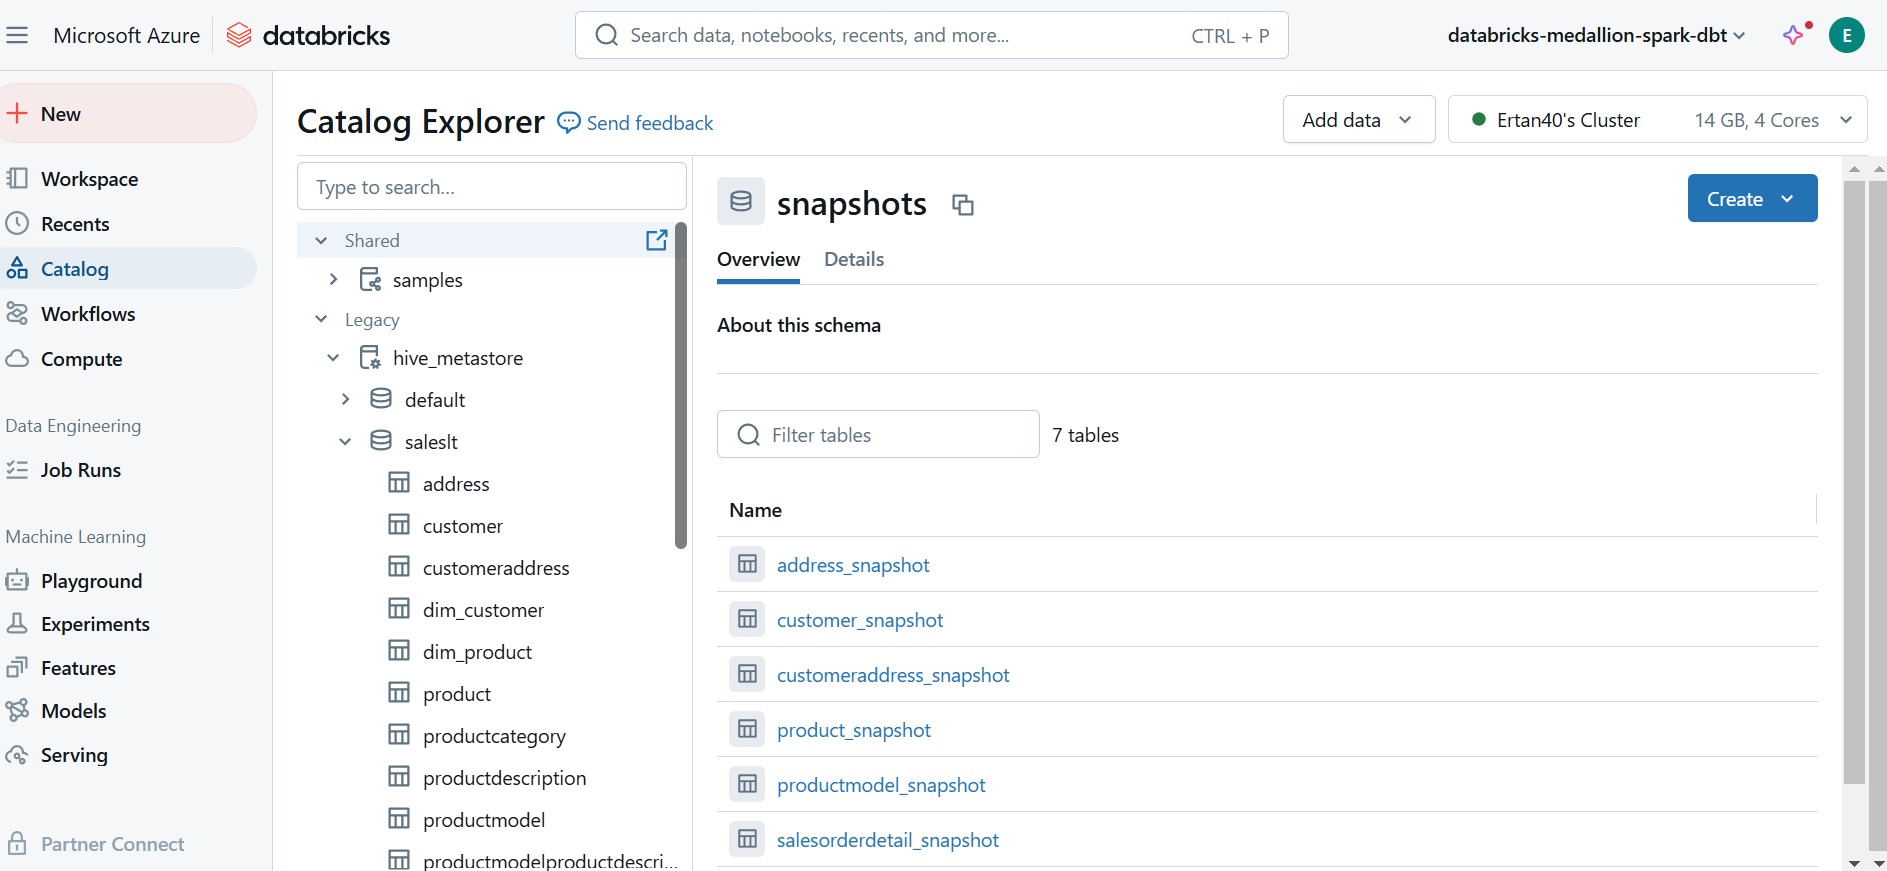 Microsoft Azure databricks
Search data, notebooks, recents, and more... CTRL + P
databricks-medallion-spark-dbt
E
New
Workspace
Recents
Catalog
Workflows
Compute
Data Engineering
Job Runs
Machine Learning
Playground
Experiments
Features
Models
Serving
Partner Connect
Catalog Explorer
Send feedback
Add data
Ertan40's Cluster 14 GB, 4 Cores
Type to search...
Shared
samples
Legacy
hive_metastore
default
saleslt
address
customer
customeraddress
dim_customer
dim_product
product
productcategory
productdescription
productmodel
productmodelproductdescri...
snapshots
Create
Overview Details
About this schema
Filter tables
7 tables
Name
address_snapshot
customer_snapshot
customeraddress_snapshot
product_snapshot
productmodel_snapshot
salesorderdetail_snapshot